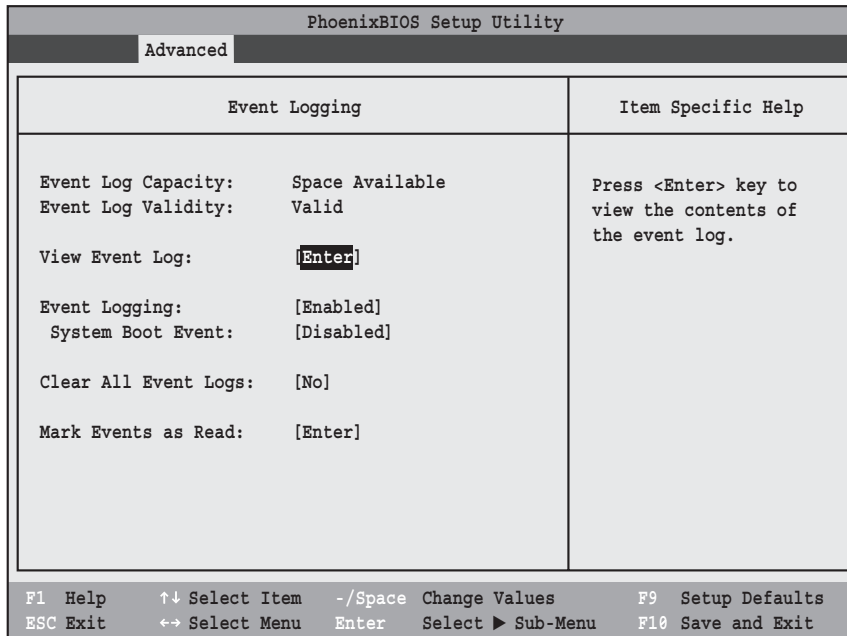 PhoenixBIOS Setup Utility
Advanced
Event Logging
Item Specific Help
Event Log Capacity: Space Available
Event Log Validity: Valid
View Event Log: [Enter]
Event Logging: [Enabled]
System Boot Event: [Disabled]
Clear All Event Logs: [No]
Mark Events as Read: [Enter]
Press <Enter> key to
view the contents of
the event log.
F1 Help ↑↓ Select Item -/Space Change Values F9 Setup Defaults
ESC Exit ←→ Select Menu Enter Select ▶ Sub-Menu F10 Save and Exit